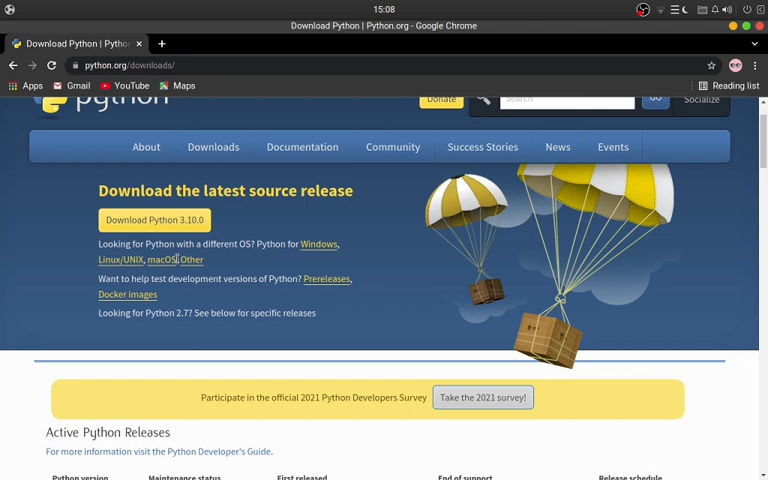 15:08
Download Python | Python.org - Google Chrome
Download Python | Pytho
python.org/downloads/
Apps
Gmail
YouTube
Maps
Reading list
python
Donate
Search
GO
Socialize
About
Downloads
Documentation
Community
Success Stories
News
Events
Download the latest source release
Download Python 3.10.0
Looking for Python with a different OS? Python for Windows,
Linux/UNIX, macOS, Other
Want to help test development versions of Python? Prereleases,
Docker images
Looking for Python 2.7? See below for specific releases
Participate in the official 2021 Python Developers Survey
Take the 2021 survey!
Active Python Releases
For more information visit the Python Developer's Guide.
Python version
Maintenance status
First released
End of support
Release schedule